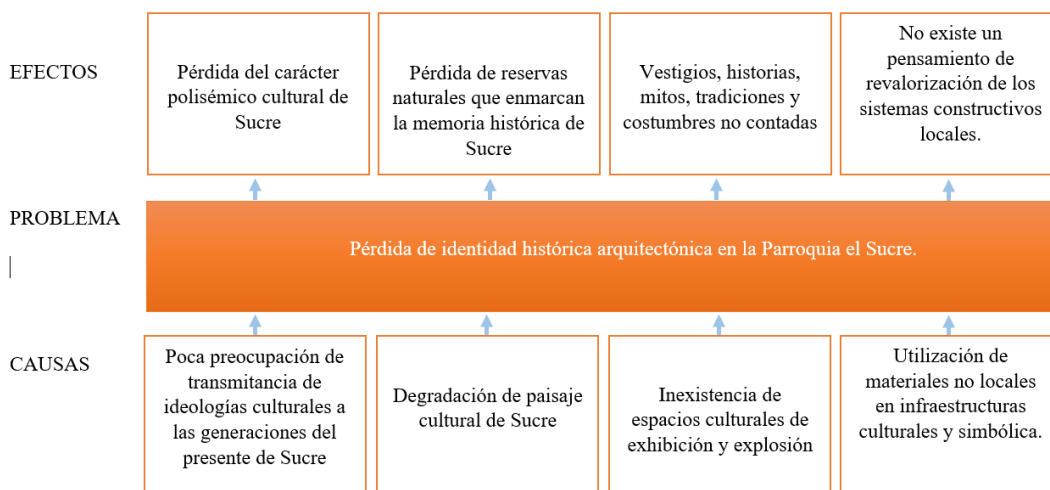 EFECTOS
Pérdida del carácter
polisémico cultural de
Sucre
Pérdida de reservas
naturales que enmarcan
la memoria histórica de
Sucre
Vestigios, historias,
mitos, tradiciones y
costumbres no contadas
No existe un
pensamiento de
revalorización de los
sistemas constructivos
locales.
PROBLEMA
Pérdida de identidad histórica arquitectónica en la Parroquia el Sucre.
CAUSAS
Poca preocupación de
transmitancia de
ideologías culturales a
las generaciones del
presente de Sucre
Degradación de paisaje
cultural de Sucre
Inexistencia de
espacios culturales de
exhibición y explosión
Utilización de
materiales no locales
en infraestructuras
culturales y simbólica.